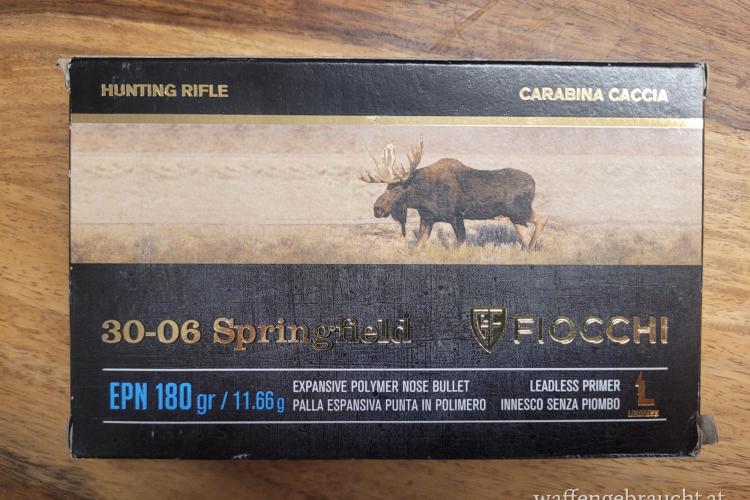 HUNTING RIFLE
CARABINA CACCIA
30-06 Springfield
FIOCCHI
EPN 180 gr / 11.66 g
EXPANSIVE POLYMER NOSE BULLET
PALLA ESPANSIVA PUNTA IN POLIMERO
LEADLESS PRIMER
INNESCO SENZA PIOMBO
LEADLESS
waffengebraucht.at